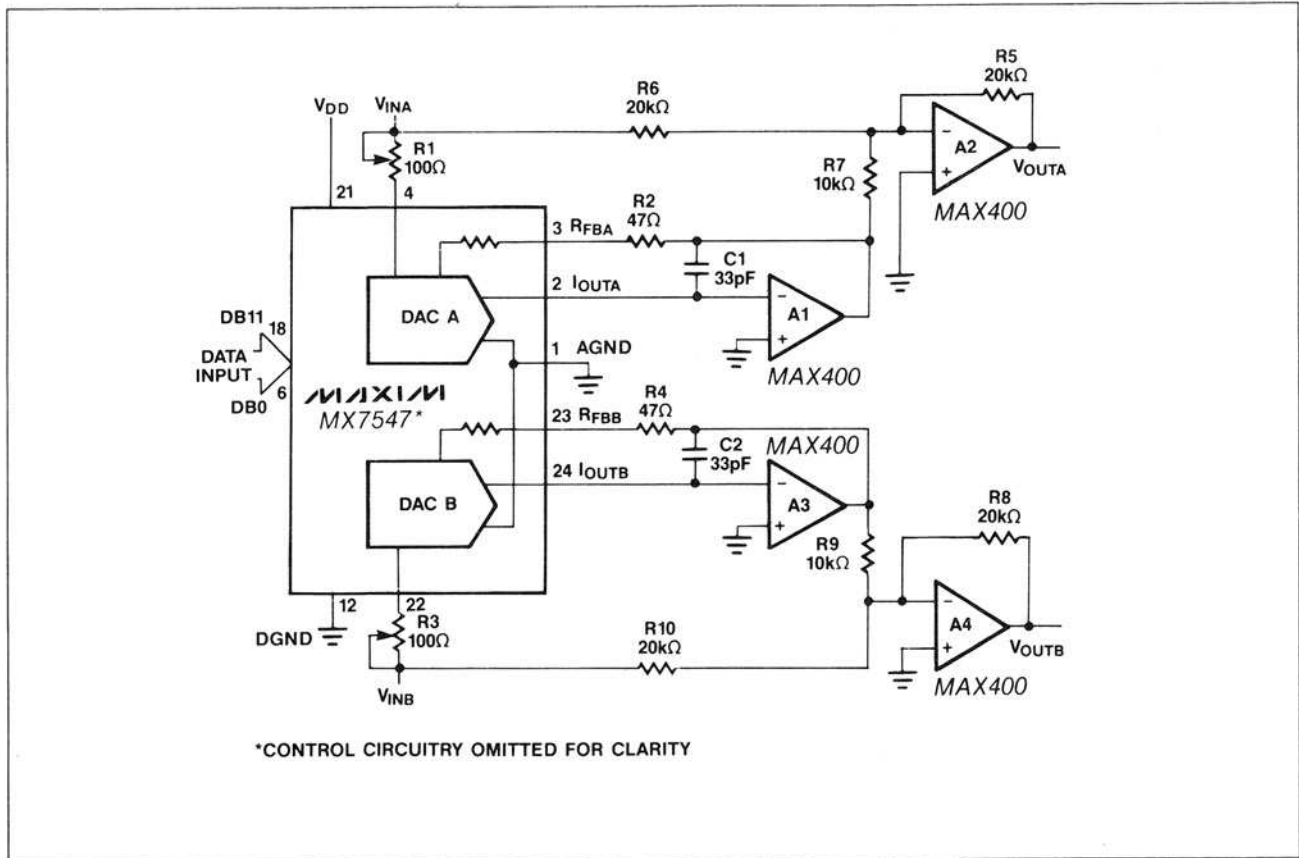 R5
20kΩ
R6
20kΩ
VDD
VINA
R1
100Ω
21
4
A2
VOUTA
MAX400
R7
10kΩ
R2
47Ω
3 RFBA
C1
33pF
2 IOUTA
DAC A
A1
MAX400
DB11
18
DATA
INPUT
6
DB0
1 AGND
MAXIM
MX7547*
R4
47Ω
23 RFBB
C2
33pF
MAX400
24 IOUTB
DAC B
A3
R9
10kΩ
R8
20kΩ
A4
VOUTB
MAX400
12
22
DGND
R3
100Ω
R10
20kΩ
VINB
*CONTROL CIRCUITRY OMITTED FOR CLARITY